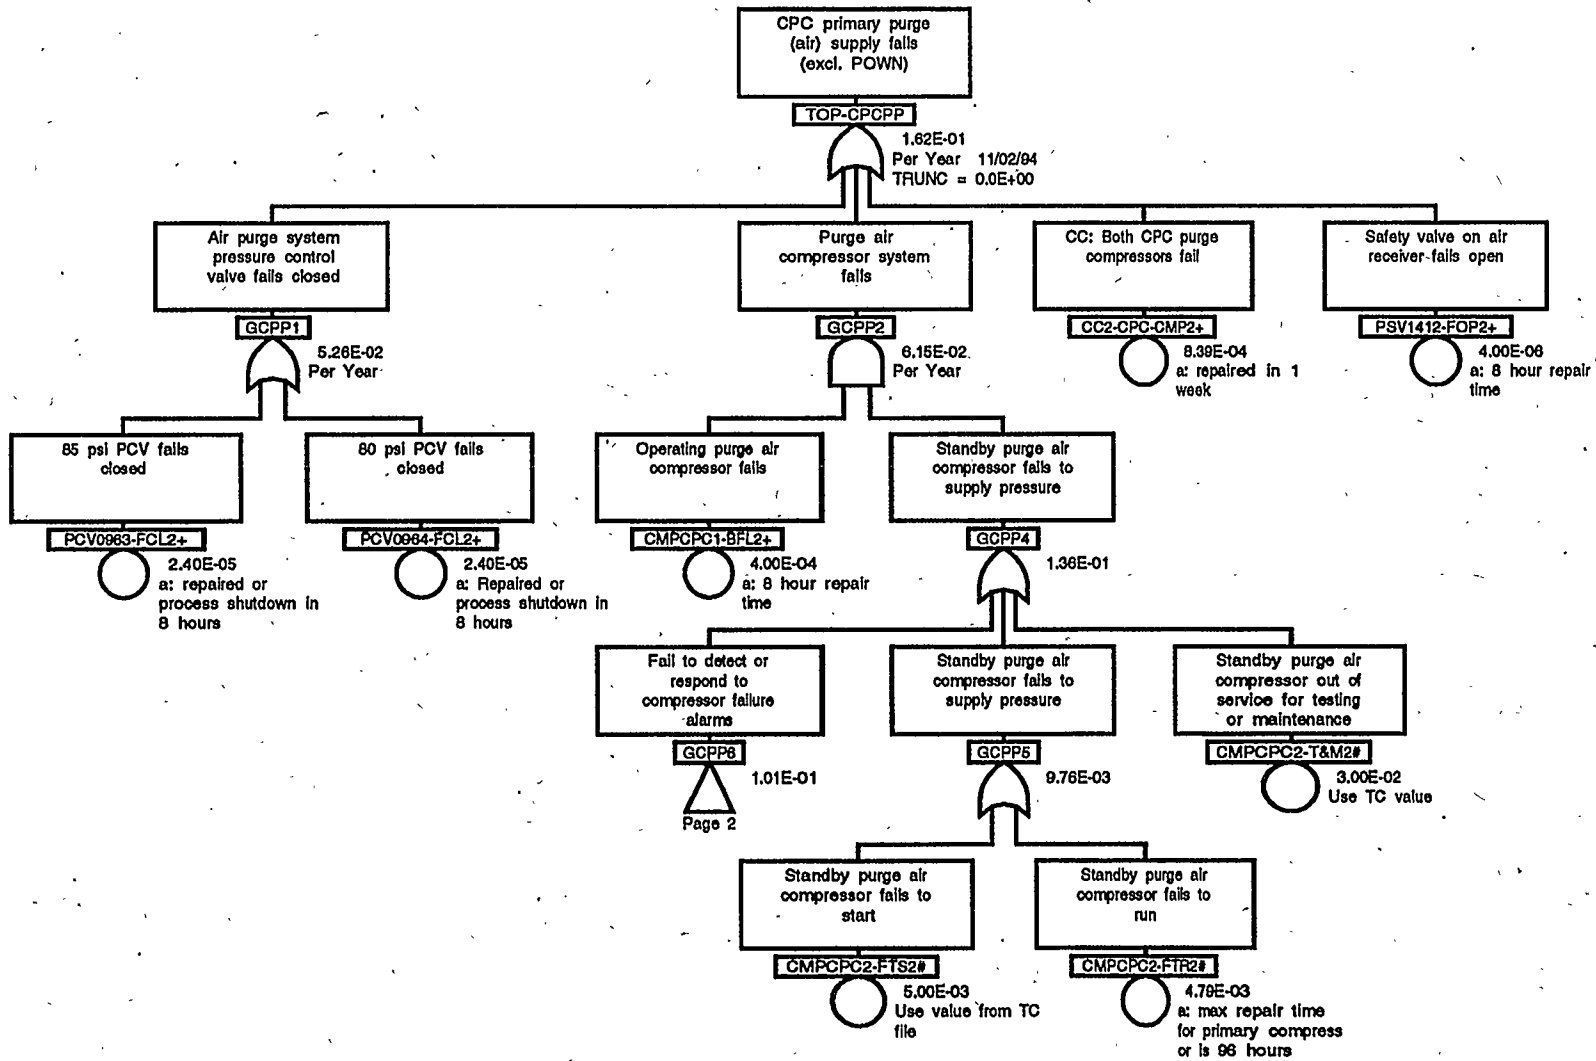 CPC primary purge
(air) supply fails
(excl. POWN)
TOP-CPCPP
1.62E-01
Per Year 11/02/94
TRUNC = 0.0E+00
Air purge system
pressure control
valve fails closed
GCPP1
5.26E-02
Per Year
Purge air
compressor system
fails
GCPP2
6.15E-02
Per Year
CC: Both CPC purge
compressors fail
CC2-CPC-CMP2+
8.39E-04
a: repaired in 1
week
Safety valve on air
receiver fails open
PSV1412-FOP2+
4.00E-06
a: 8 hour repair
time
85 psi PCV fails
closed
PCV0963-FCL2+
2.40E-05
a: repaired or
process shutdown in
8 hours
80 psi PCV fails
closed
PCV0964-FCL2+
2.40E-05
a: Repaired or
process shutdown in
8 hours
Operating purge air
compressor fails
CMPCPC1-BFL2+
4.00E-04
a: 8 hour repair
time
Standby purge air
compressor fails to
supply pressure
GCPP4
1.36E-01
Fail to detect or
respond to
compressor failure
alarms
GCPP6
1.01E-01
Page 2
Standby purge air
compressor fails to
supply pressure
GCPP5
9.76E-03
Standby purge air
compressor out of
service for testing
or maintenance
CMPCPC2-T&M2#
3.00E-02
Use TC value
Standby purge air
compressor fails to
start
CMPCPC2-FTS2#
5.00E-03
Use value from TC
file
Standby purge air
compressor fails to
run
CMPCPC2-FTR2#
4.79E-03
a: max repair time
for primary compress
or is 96 hours